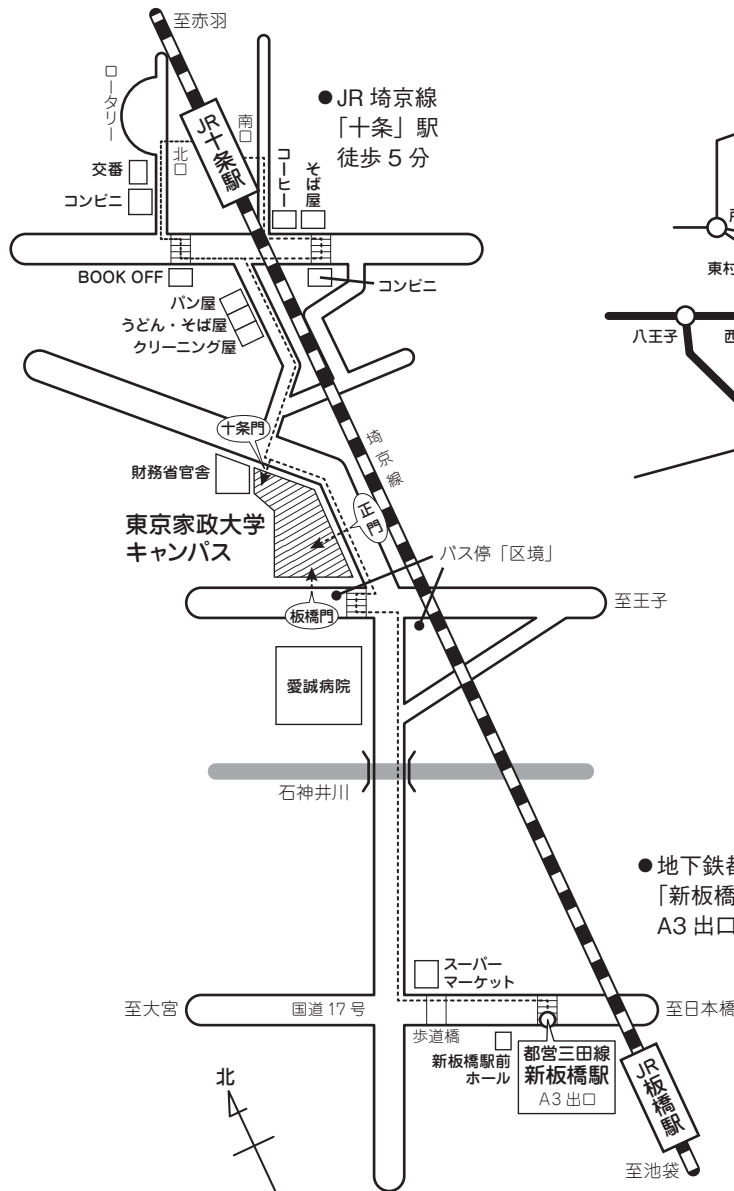 至赤羽
ロータリー
JR十条駅
南口
北口
●JR 埼京線
「十条」駅
徒歩 5 分
交番
コンビニ
コーヒー
そば屋
BOOK OFF
コンビニ
パン屋
うどん・そば屋
クリーニング屋
八王子
東村
十条門
財務省官舎
埼京線
正門
東京家政大学
キャンパス
バス停「区境」
板橋門
至王子
愛誠病院
石神井川
●地下鉄都
「新板橋
A3 出口
スーパー
マーケット
至大宮
国道 17 号
歩道橋
至日本橋
新板橋駅前
ホール
都営三田線
新板橋駅
A3 出口
JR板橋駅
北
至池袋